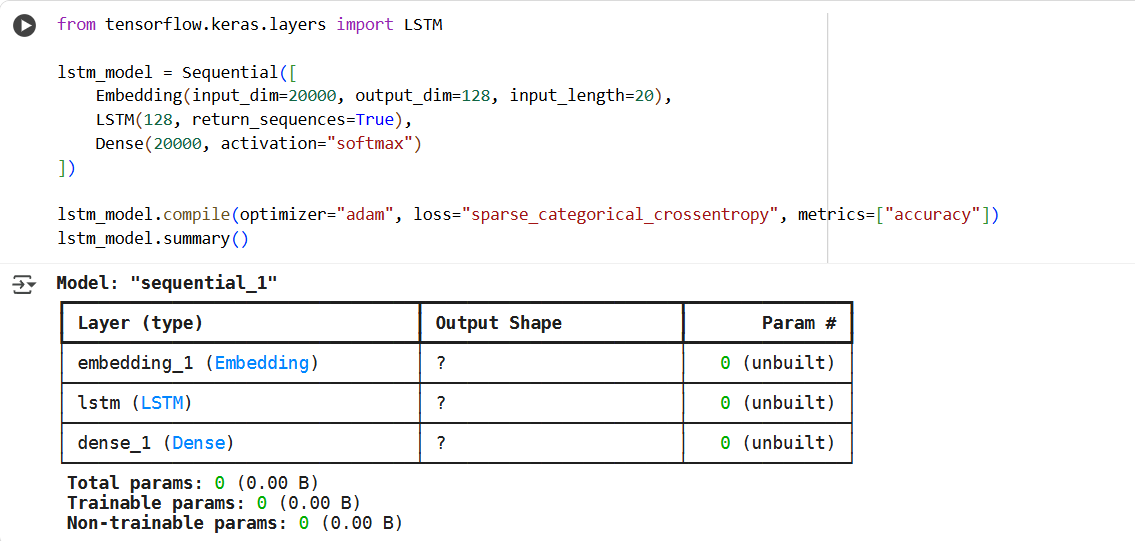 from tensorflow.keras.layers import LSTM
lstm_model = Sequential([
    Embedding(input_dim=20000, output_dim=128, input_length=20),
    LSTM(128, return_sequences=True),
    Dense(20000, activation="softmax")
])
lstm_model.compile(optimizer="adam", loss="sparse_categorical_crossentropy", metrics=["accuracy"])
lstm_model.summary()
Model: "sequential_1"
Layer (type) Output Shape Param #
embedding_1 (Embedding) ? 0 (unbuilt)
lstm (LSTM) ? 0 (unbuilt)
dense_1 (Dense) ? 0 (unbuilt)
Total params: 0 (0.00 B)
Trainable params: 0 (0.00 B)
Non-trainable params: 0 (0.00 B)